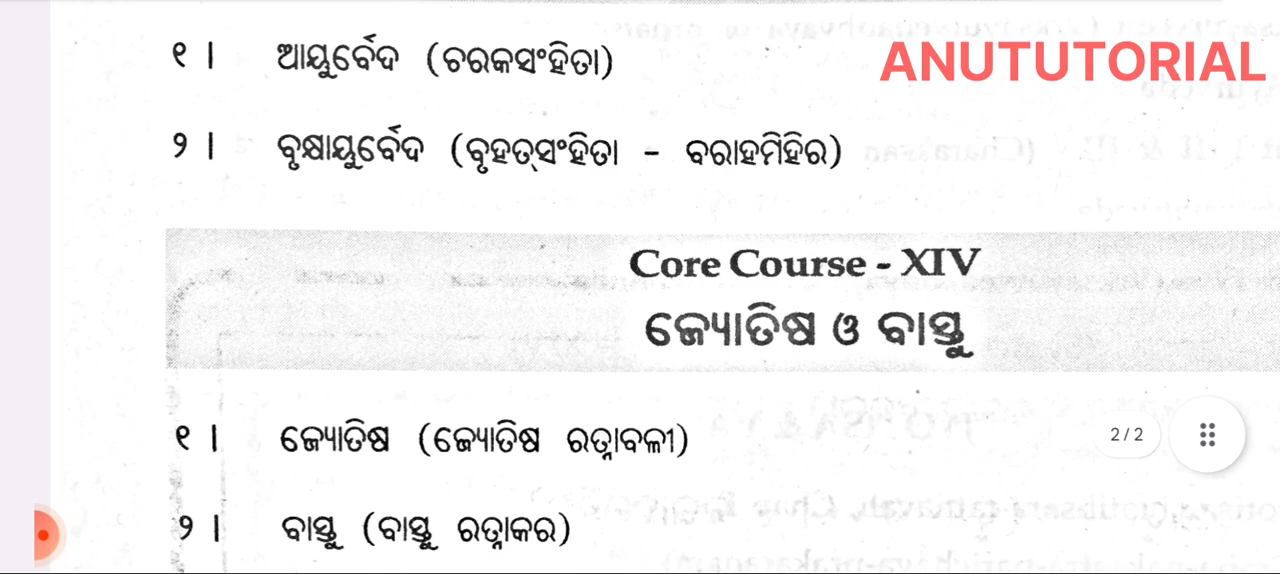 ୧ । ଆୟୁର୍ବେଦ (ଚରକସଂହିତା)
ANUTUTORIAL
୨ । ବୃକ୍ଷାୟୁର୍ବେଦ (ବୃହତ୍‌ସଂହିତା - ବରାହମିହିର)
Core Course - XIV
ଜ୍ୟୋତିଷ ଓ ବାସ୍ତୁ
୧ । ଜ୍ୟୋତିଷ (ଜ୍ୟୋତିଷ ରତ୍ନାବଳୀ)
2/2
୨ । ବାସ୍ତୁ (ବାସ୍ତୁ ରତ୍ନାକର)